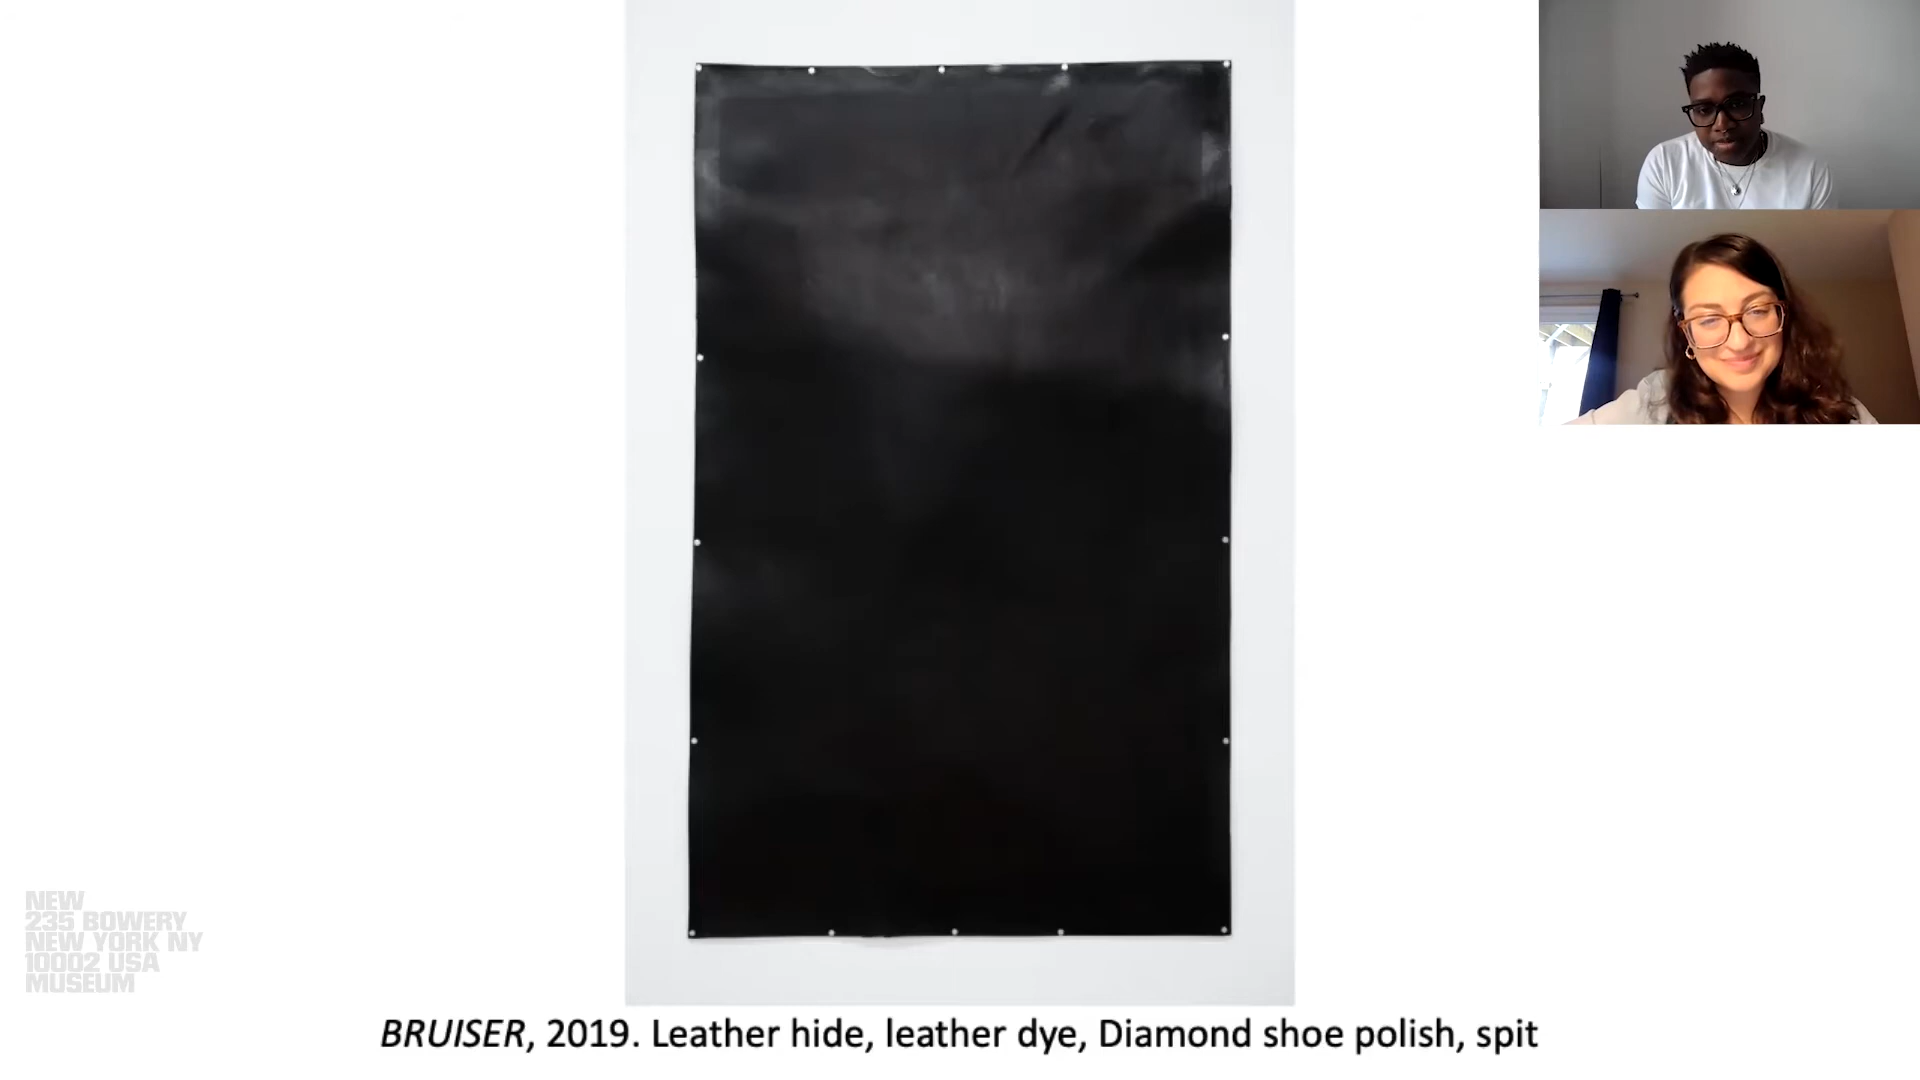 NEW
235 BOWERY
NEW YORK NY
10002 USA
MUSEUM
BRUISER, 2019. Leather hide, leather dye, Diamond shoe polish, spit